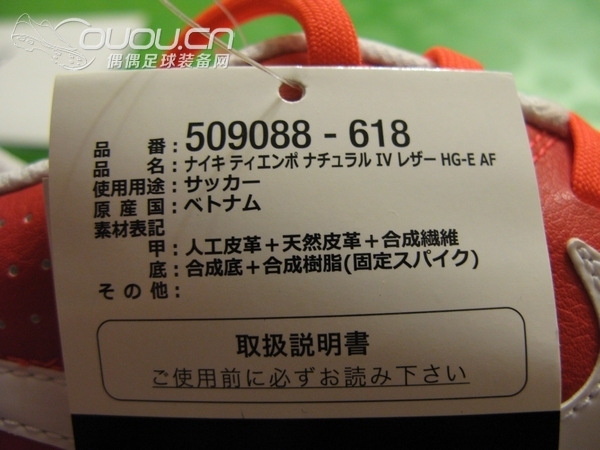 Couou.cn
偶偶足球装备网
品番：509088-618
品名：ナイキ ティエンポ ナチュラル IV レザー HG-E AF
使用用途：サッカー
原産国：ベトナム
素材表記
甲：人工皮革＋天然皮革＋合成繊維
底：合成底＋合成樹脂(固定スパイク)
その他：
取扱説明書
ご使用前に必ずお読み下さい